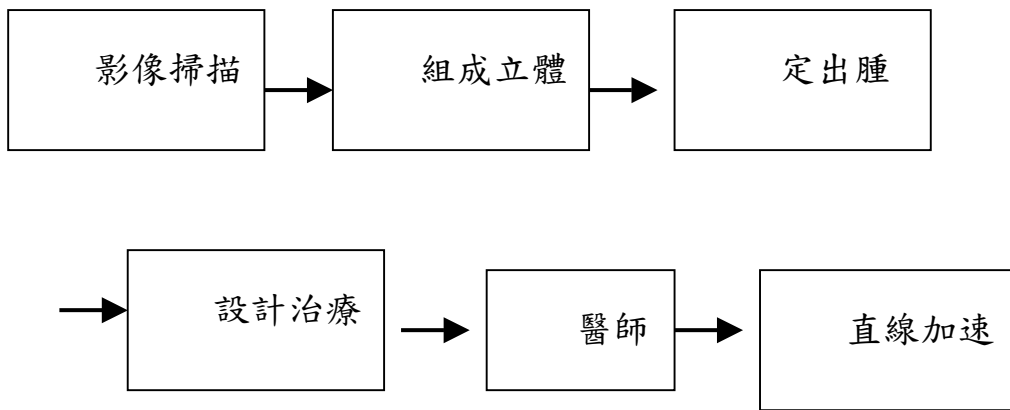 影像掃描
組成立體
定出腫
設計治療
醫師
直線加速